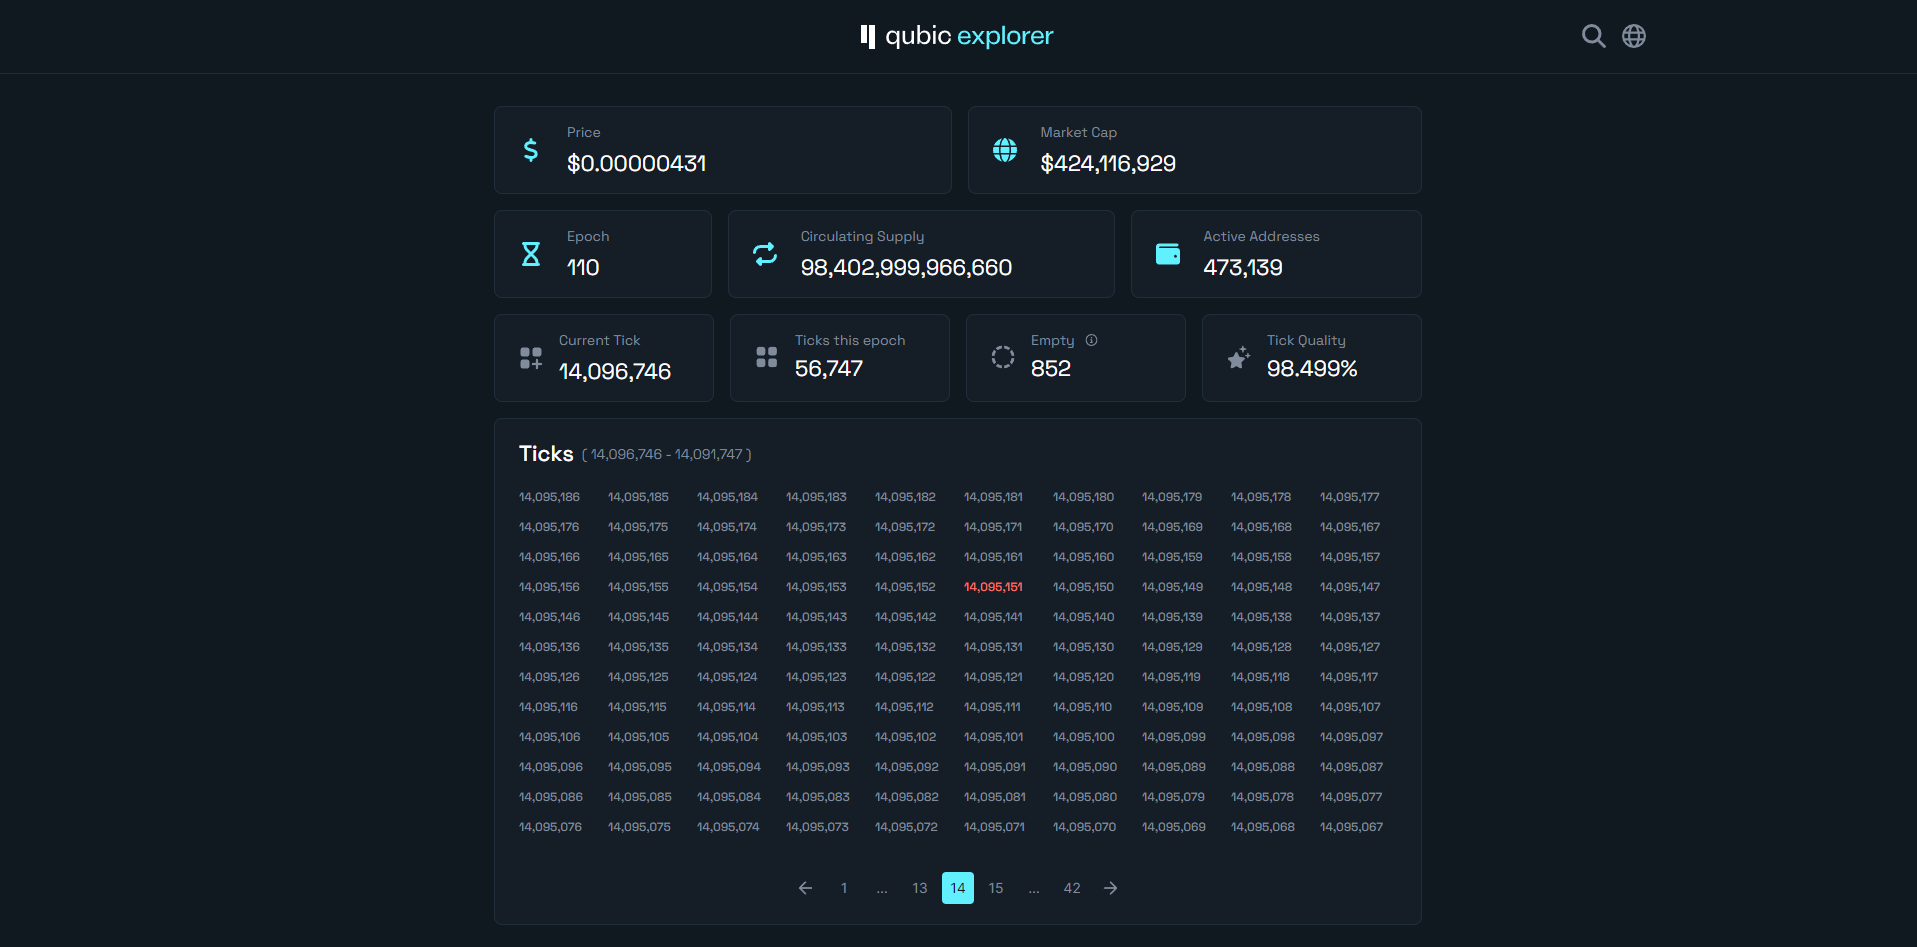 qubic explorer
Price
$0.00000431
Market Cap
$424,116,929
Epoch
110
Circulating Supply
98,402,999,966,660
Active Addresses
473,139
Current Tick
14,096,746
Ticks this epoch
56,747
Empty
852
Tick Quality
98.499%
Ticks ( 14,096,746 - 14,091,747 )
14,095,186 14,095,185 14,095,184 14,095,183 14,095,182 14,095,181 14,095,180 14,095,179 14,095,178 14,095,177
14,095,176 14,095,175 14,095,174 14,095,173 14,095,172 14,095,171 14,095,170 14,095,169 14,095,168 14,095,167
14,095,166 14,095,165 14,095,164 14,095,163 14,095,162 14,095,161 14,095,160 14,095,159 14,095,158 14,095,157
14,095,156 14,095,155 14,095,154 14,095,153 14,095,152 14,095,151 14,095,150 14,095,149 14,095,148 14,095,147
14,095,146 14,095,145 14,095,144 14,095,143 14,095,142 14,095,141 14,095,140 14,095,139 14,095,138 14,095,137
14,095,136 14,095,135 14,095,134 14,095,133 14,095,132 14,095,131 14,095,130 14,095,129 14,095,128 14,095,127
14,095,126 14,095,125 14,095,124 14,095,123 14,095,122 14,095,121 14,095,120 14,095,119 14,095,118 14,095,117
14,095,116 14,095,115 14,095,114 14,095,113 14,095,112 14,095,111 14,095,110 14,095,109 14,095,108 14,095,107
14,095,106 14,095,105 14,095,104 14,095,103 14,095,102 14,095,101 14,095,100 14,095,099 14,095,098 14,095,097
14,095,096 14,095,095 14,095,094 14,095,093 14,095,092 14,095,091 14,095,090 14,095,089 14,095,088 14,095,087
14,095,086 14,095,085 14,095,084 14,095,083 14,095,082 14,095,081 14,095,080 14,095,079 14,095,078 14,095,077
14,095,076 14,095,075 14,095,074 14,095,073 14,095,072 14,095,071 14,095,070 14,095,069 14,095,068 14,095,067
1 ... 13 14 15 ... 42